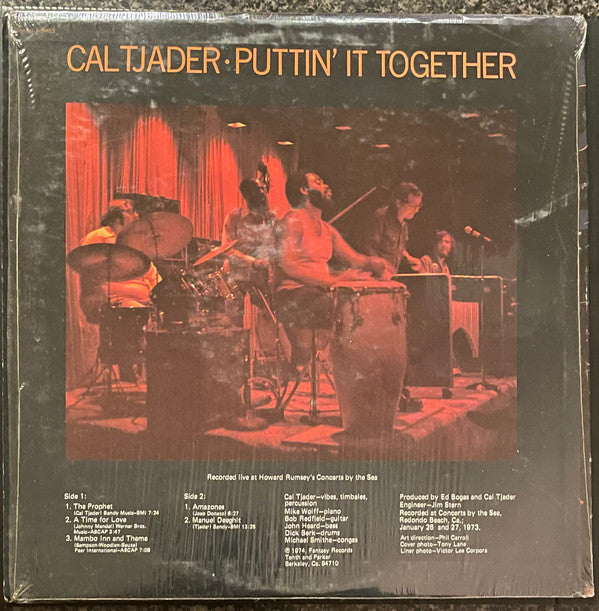 CAL TJADER · PUTTIN' IT TOGETHER
Recorded live at Howard Rumsey's Concerts by the Sea
Side 1:
1. The Prophet
(Cal Tjader) Bandy Music–BMI 7:24
2. A Time for Love
(Johnny Mandel) Warner Bros.
Music–ASCAP 3:47
3. Mambo Inn and Theme
(Sampson-Woodlen-Bauza)
Peer International–ASCAP 7:08
Side 2:
1. Amazones
(Joao Donato) 6:27
2. Manuel Deeghit
(Tjader) Bandy–BMI 13:25
Cal Tjader–vibes, timbales,
percussion
Mike Wolff–piano
Bob Redfield–guitar
John Heard–bass
Dick Berk–drums
Michael Smithe–congas
℗ 1974, Fantasy Records
Tenth and Parker
Berkeley, Ca. 94710
Produced by Ed Bogas and Cal Tjader
Engineer–Jim Stern
Recorded at Concerts by the Sea,
Redondo Beach, Ca.,
January 26 and 27, 1973.
Art direction–Phil Carroll
Cover photo–Tony Lane
Liner photo–Victor Lee Corpora